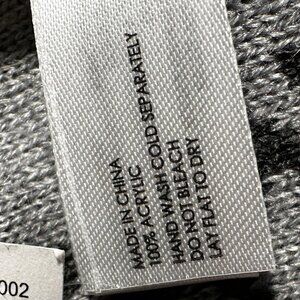 MADE IN CHINA
100% ACRYLIC
HAND WASH COLD SEPARATELY
DO NOT BLEACH
LAY FLAT TO DRY
002